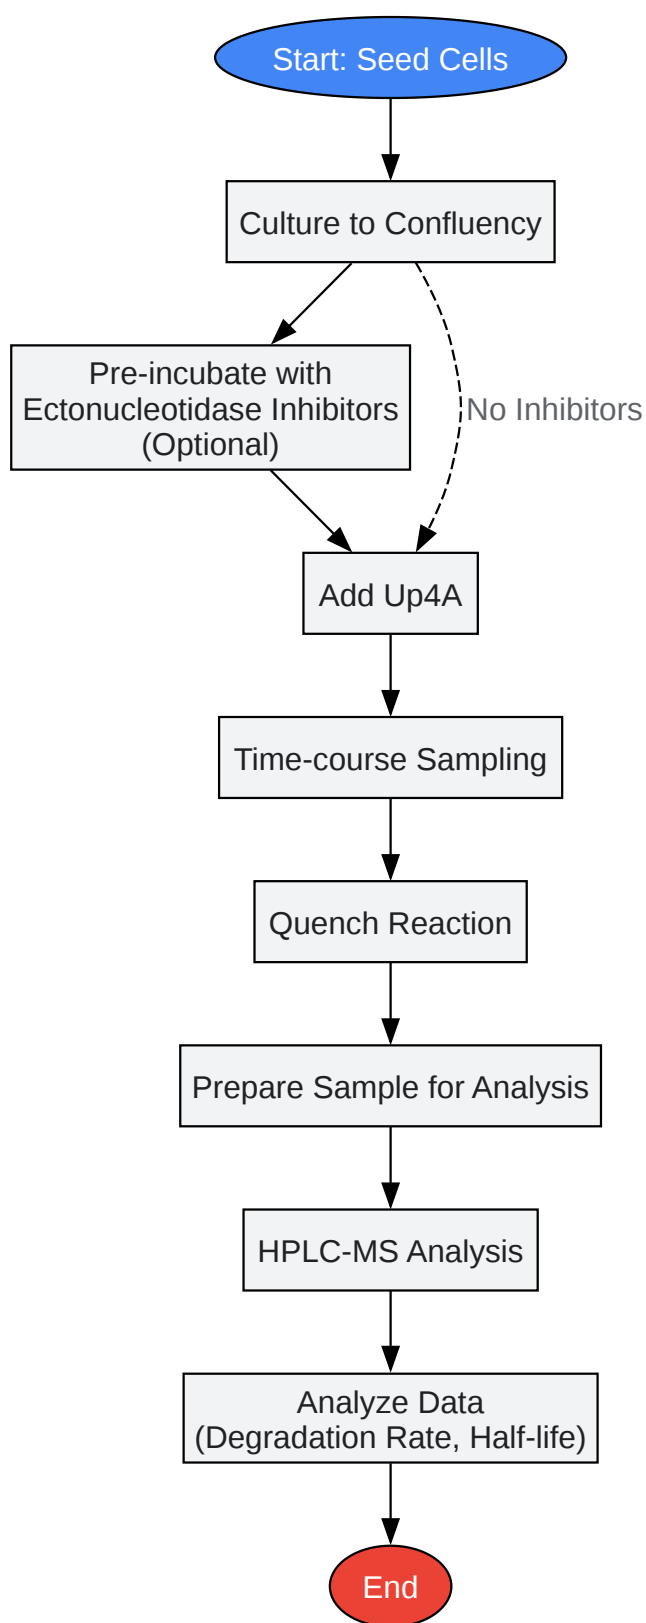 Start: Seed Cells
Culture to Confluency
Pre-incubate with
Ectonucleotidase Inhibitors
(Optional)
No Inhibitors
Add Up4A
Time-course Sampling
Quench Reaction
Prepare Sample for Analysis
HPLC-MS Analysis
Analyze Data
(Degradation Rate, Half-life)
End